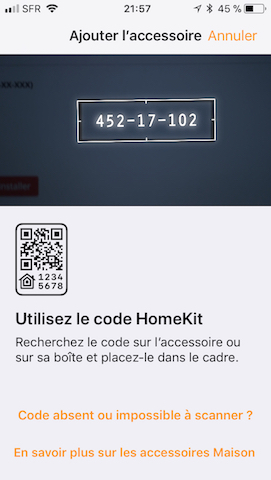 SFR 21:57 45 %
Ajouter l'accessoire Annuler
XX-XXX)
452-17-102
1234
5678
Utilisez le code HomeKit
Recherchez le code sur l'accessoire ou
sur sa boîte et placez-le dans le cadre.
Code absent ou impossible à scanner ?
En savoir plus sur les accessoires Maison